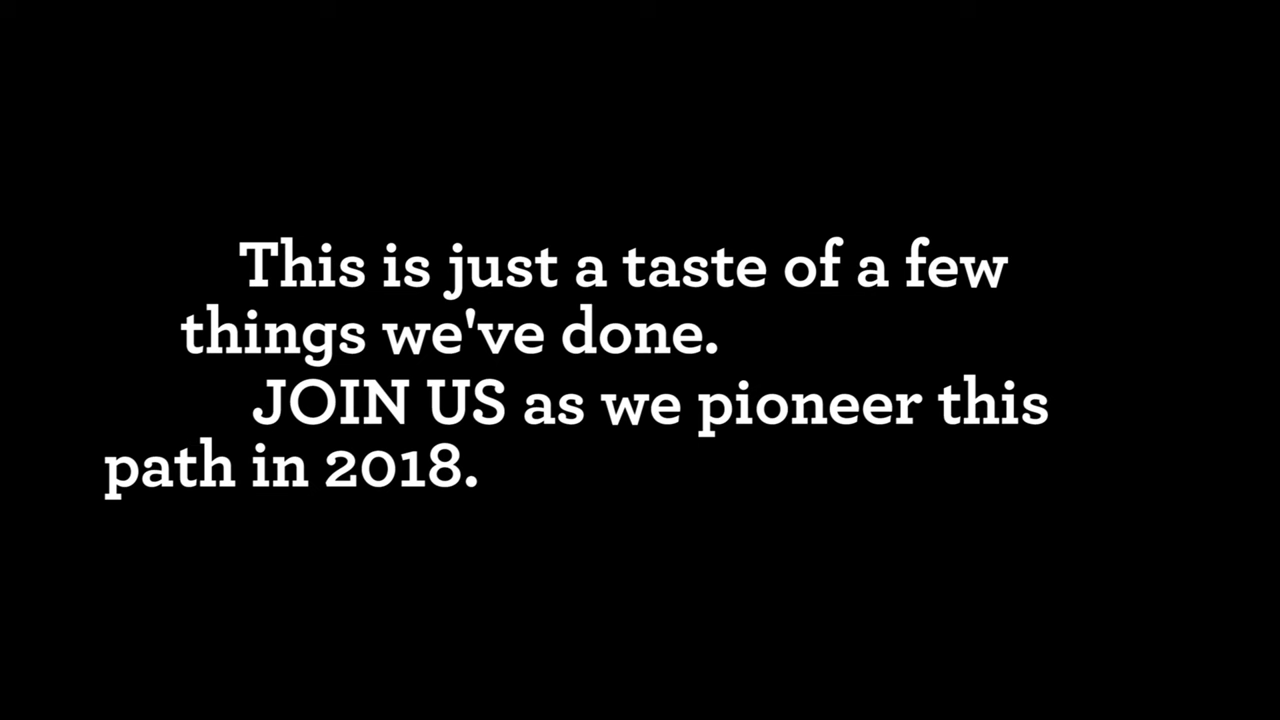 This is just a taste of a few
things we've done.
JOIN US as we pioneer this
path in 2018.